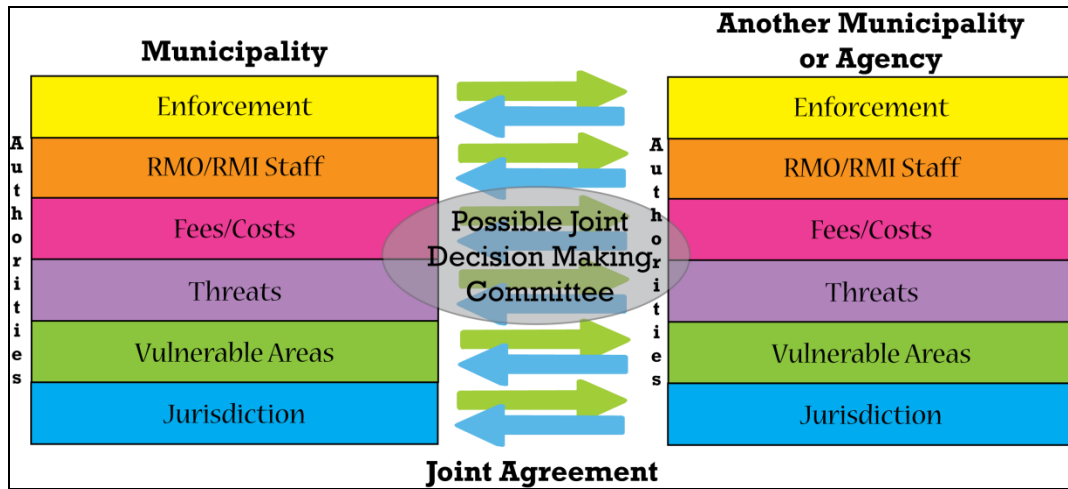 Municipality
Another Municipality
or Agency
Authorities
Enforcement
RMO/RMI Staff
Fees/Costs
Threats
Vulnerable Areas
Jurisdiction
Possible Joint
Decision Making
Committee
Authorities
Enforcement
RMO/RMI Staff
Fees/Costs
Threats
Vulnerable Areas
Jurisdiction
Joint Agreement